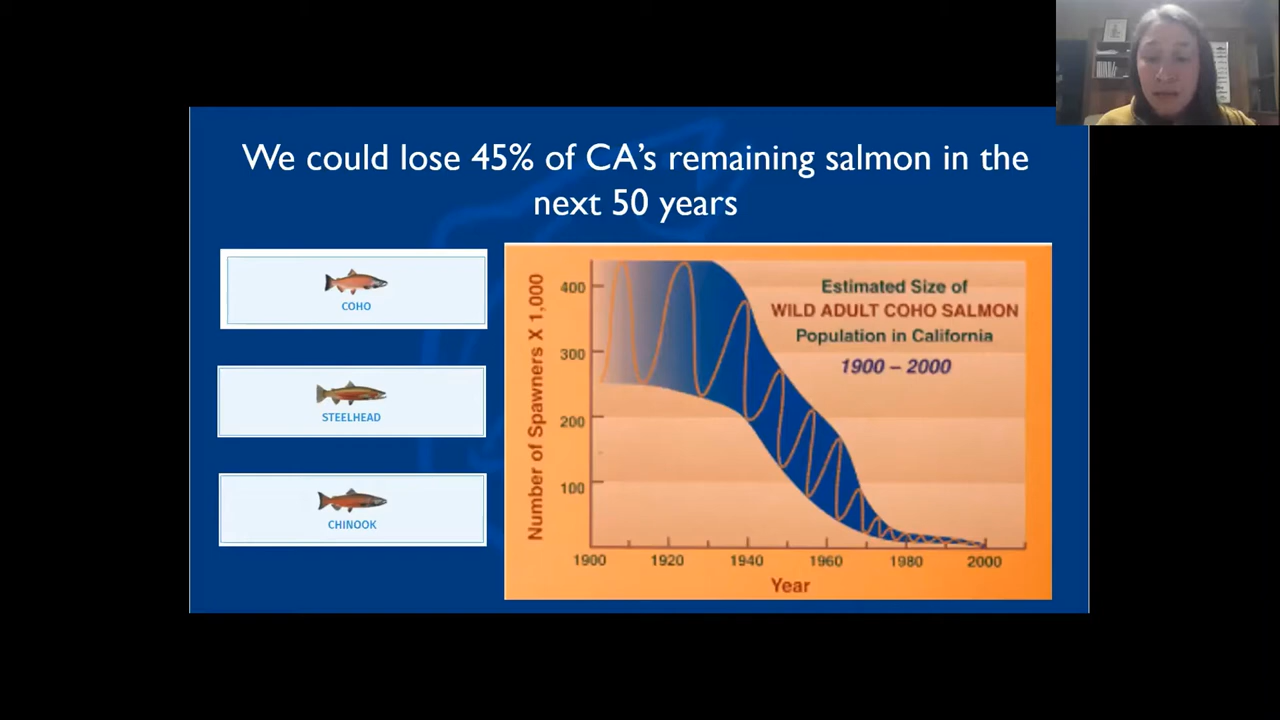 We could lose 45% of CA's remaining salmon in the
next 50 years
COHO
STEELHEAD
CHINOOK
Estimated Size of
WILD ADULT COHO SALMON
Population in California
1900 – 2000
Number of Spawners X 1,000
400
300
200
100
1900 1920 1940 1960 1980 2000
Year